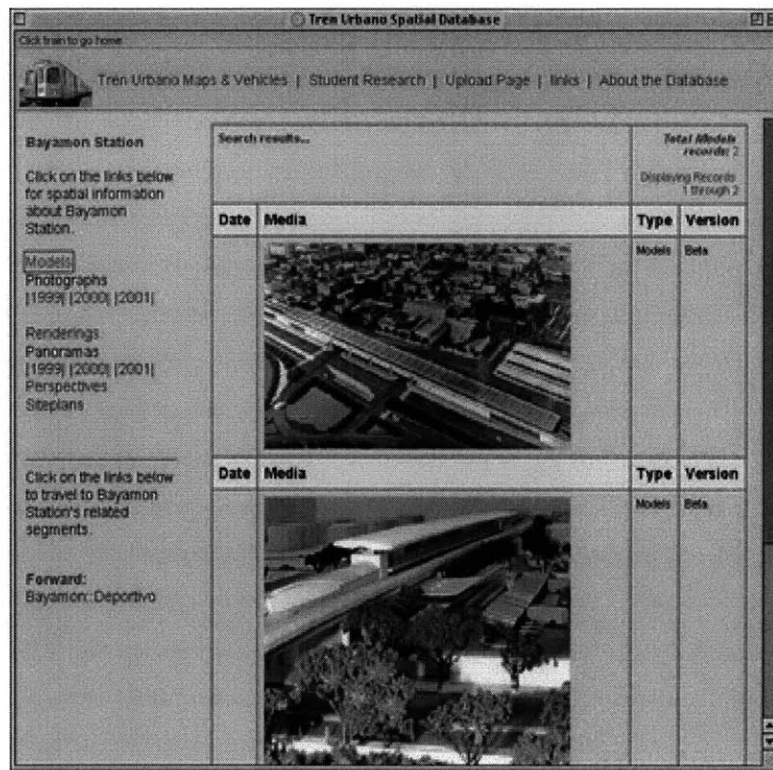 Tren Urbano Spatial Database
Click train to go home
Tren Urbano Maps & Vehicles | Student Research | Upload Page | links | About the Database
Bayamon Station
Click on the links below
for spatial information
about Bayamon
Station.
Models
Photographs
|1999| |2000| |2001|
Renderings
Panoramas
|1999| |2000| |2001|
Perspectives
Siteplans
Click on the links below
to travel to Bayamon
Station's related
segments.
Forward:
Bayamon::Deportivo
Search results...
Total Models
records: 2
Displaying Records
1 through 2
Date Media Type Version
Models Beta
Date Media Type Version
Models Beta